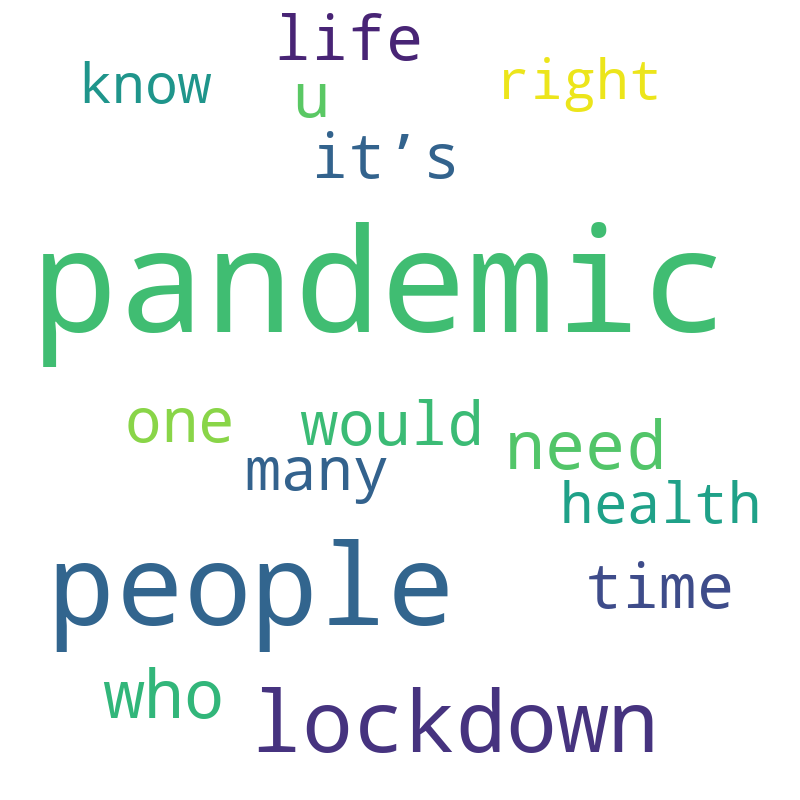 life
know
right
u
it’s
pandemic
one
would
need
many
health
people
time
who
lockdown